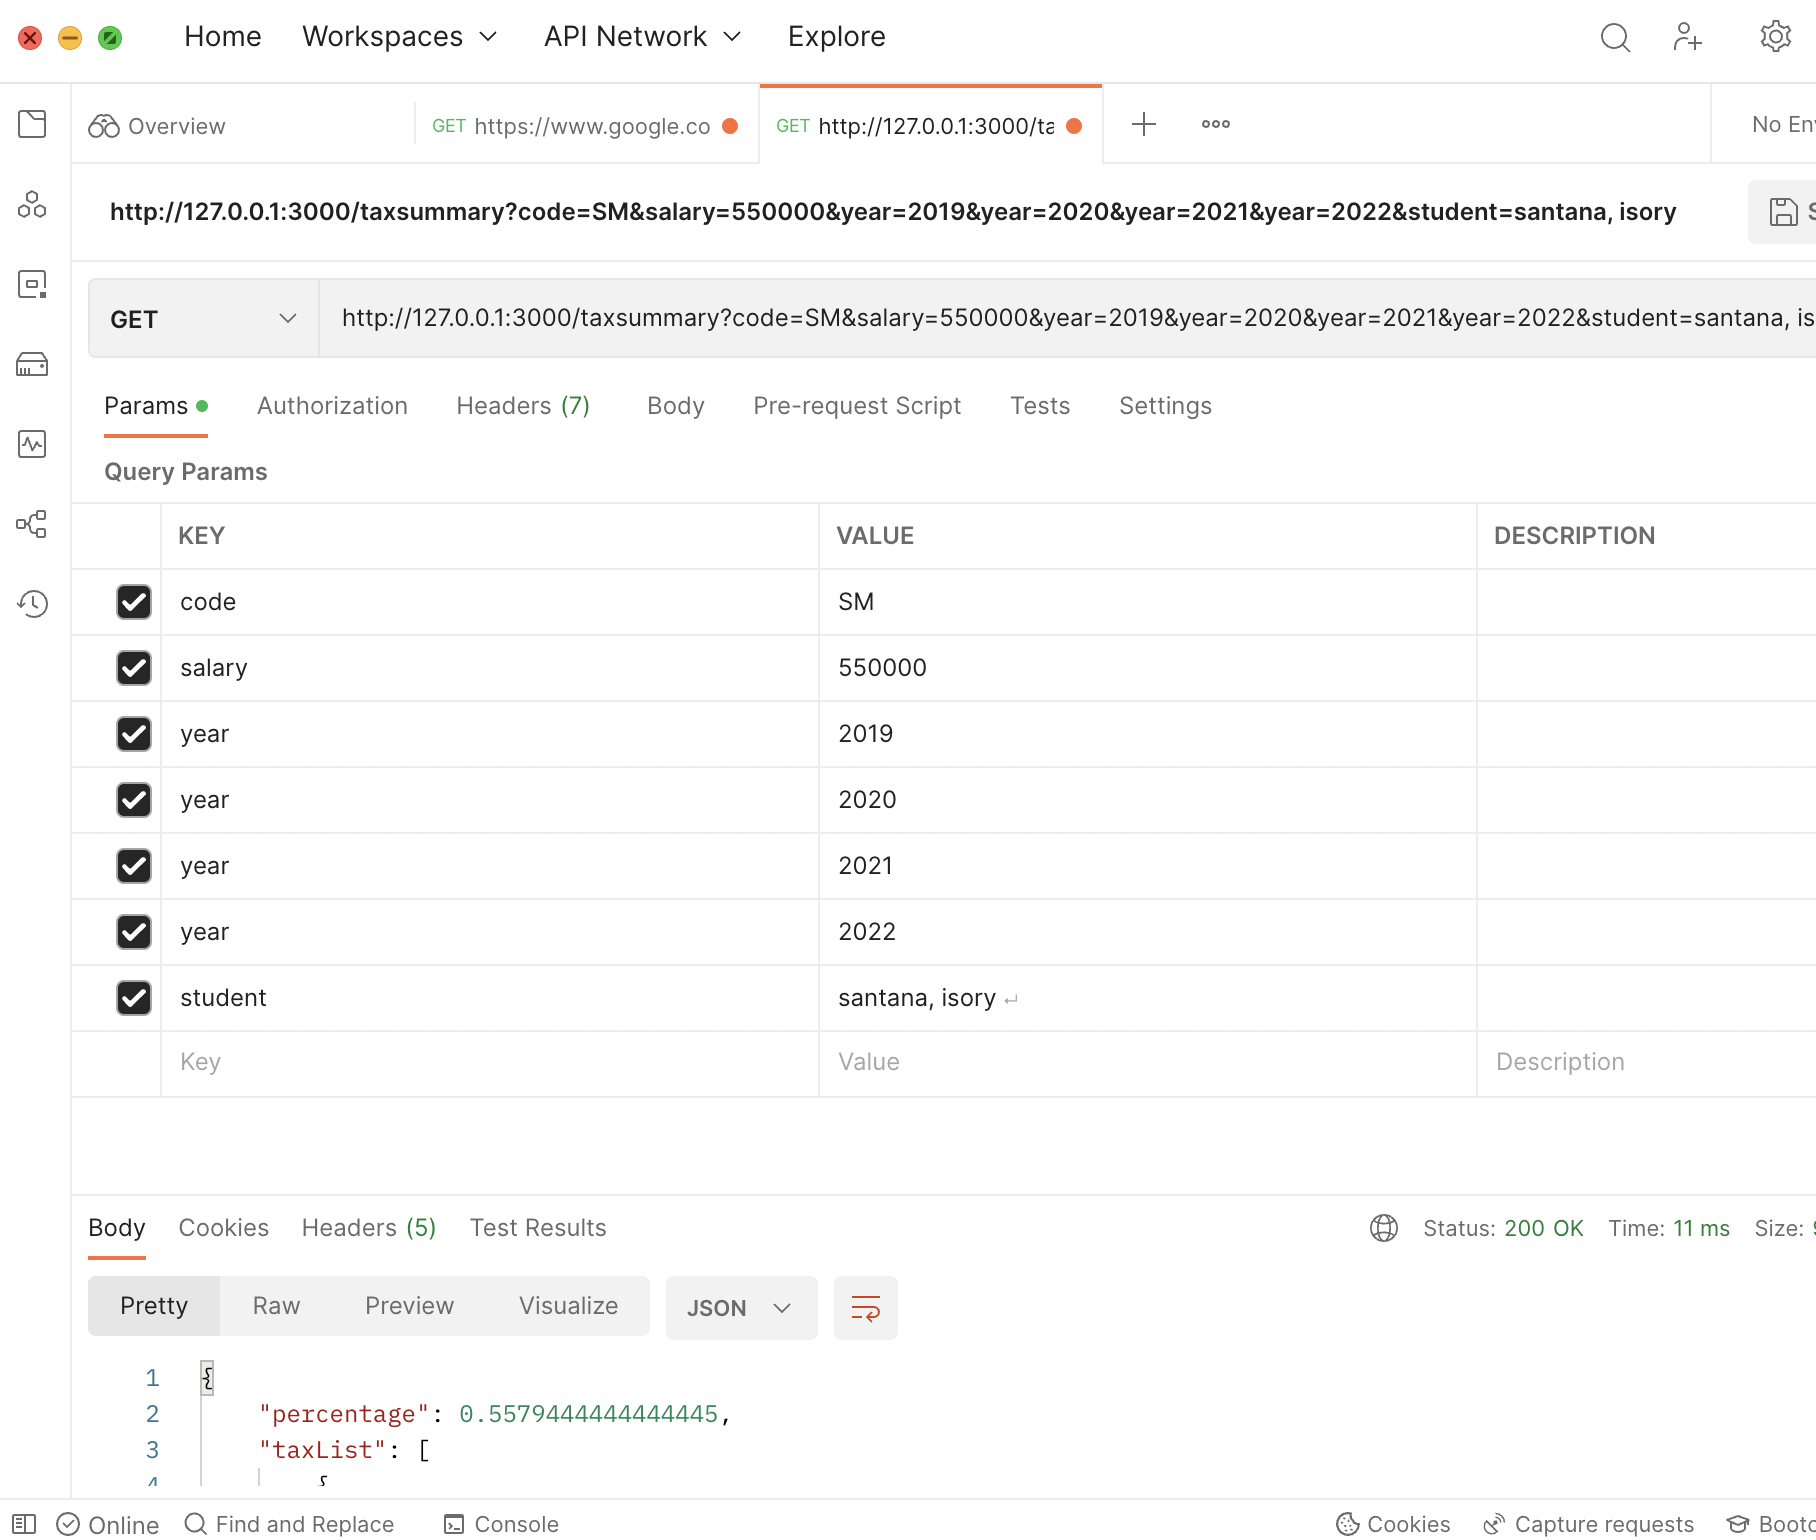 Home Workspaces API Network Explore
Overview GET https://www.google.co GET http://127.0.0.1:3000/ta No En
http://127.0.0.1:3000/taxsummary?code=SM&salary=550000&year=2019&year=2020&year=2021&year=2022&student=santana, isory
GET http://127.0.0.1:3000/taxsummary?code=SM&salary=550000&year=2019&year=2020&year=2021&year=2022&student=santana, is
Params Authorization Headers (7) Body Pre-request Script Tests Settings
Query Params
KEY VALUE DESCRIPTION
code SM
salary 550000
year 2019
year 2020
year 2021
year 2022
student santana, isory
Key Value Description
Body Cookies Headers (5) Test Results Status: 200 OK Time: 11 ms Size:
Pretty Raw Preview Visualize JSON
1 {
2 "percentage": 0.5579444444444445,
3 "taxList": [
4 {
Online Find and Replace Console Cookies Capture requests Bootc